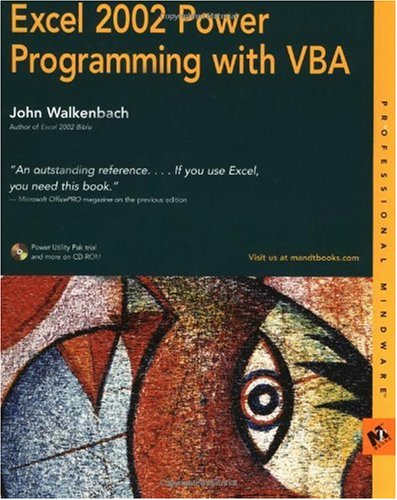 Excel 2002 Power
Programming with VBA
John Walkenbach
Author of Excel 2002 Bible
"An outstanding reference. . . . If you use Excel,
you need this book."
— Microsoft OfficePRO magazine on the previous edition
Power Utility Pak trial
and more on CD-ROM
Visit us at mandtbooks.com
PROFESSIONAL MINDWARE™